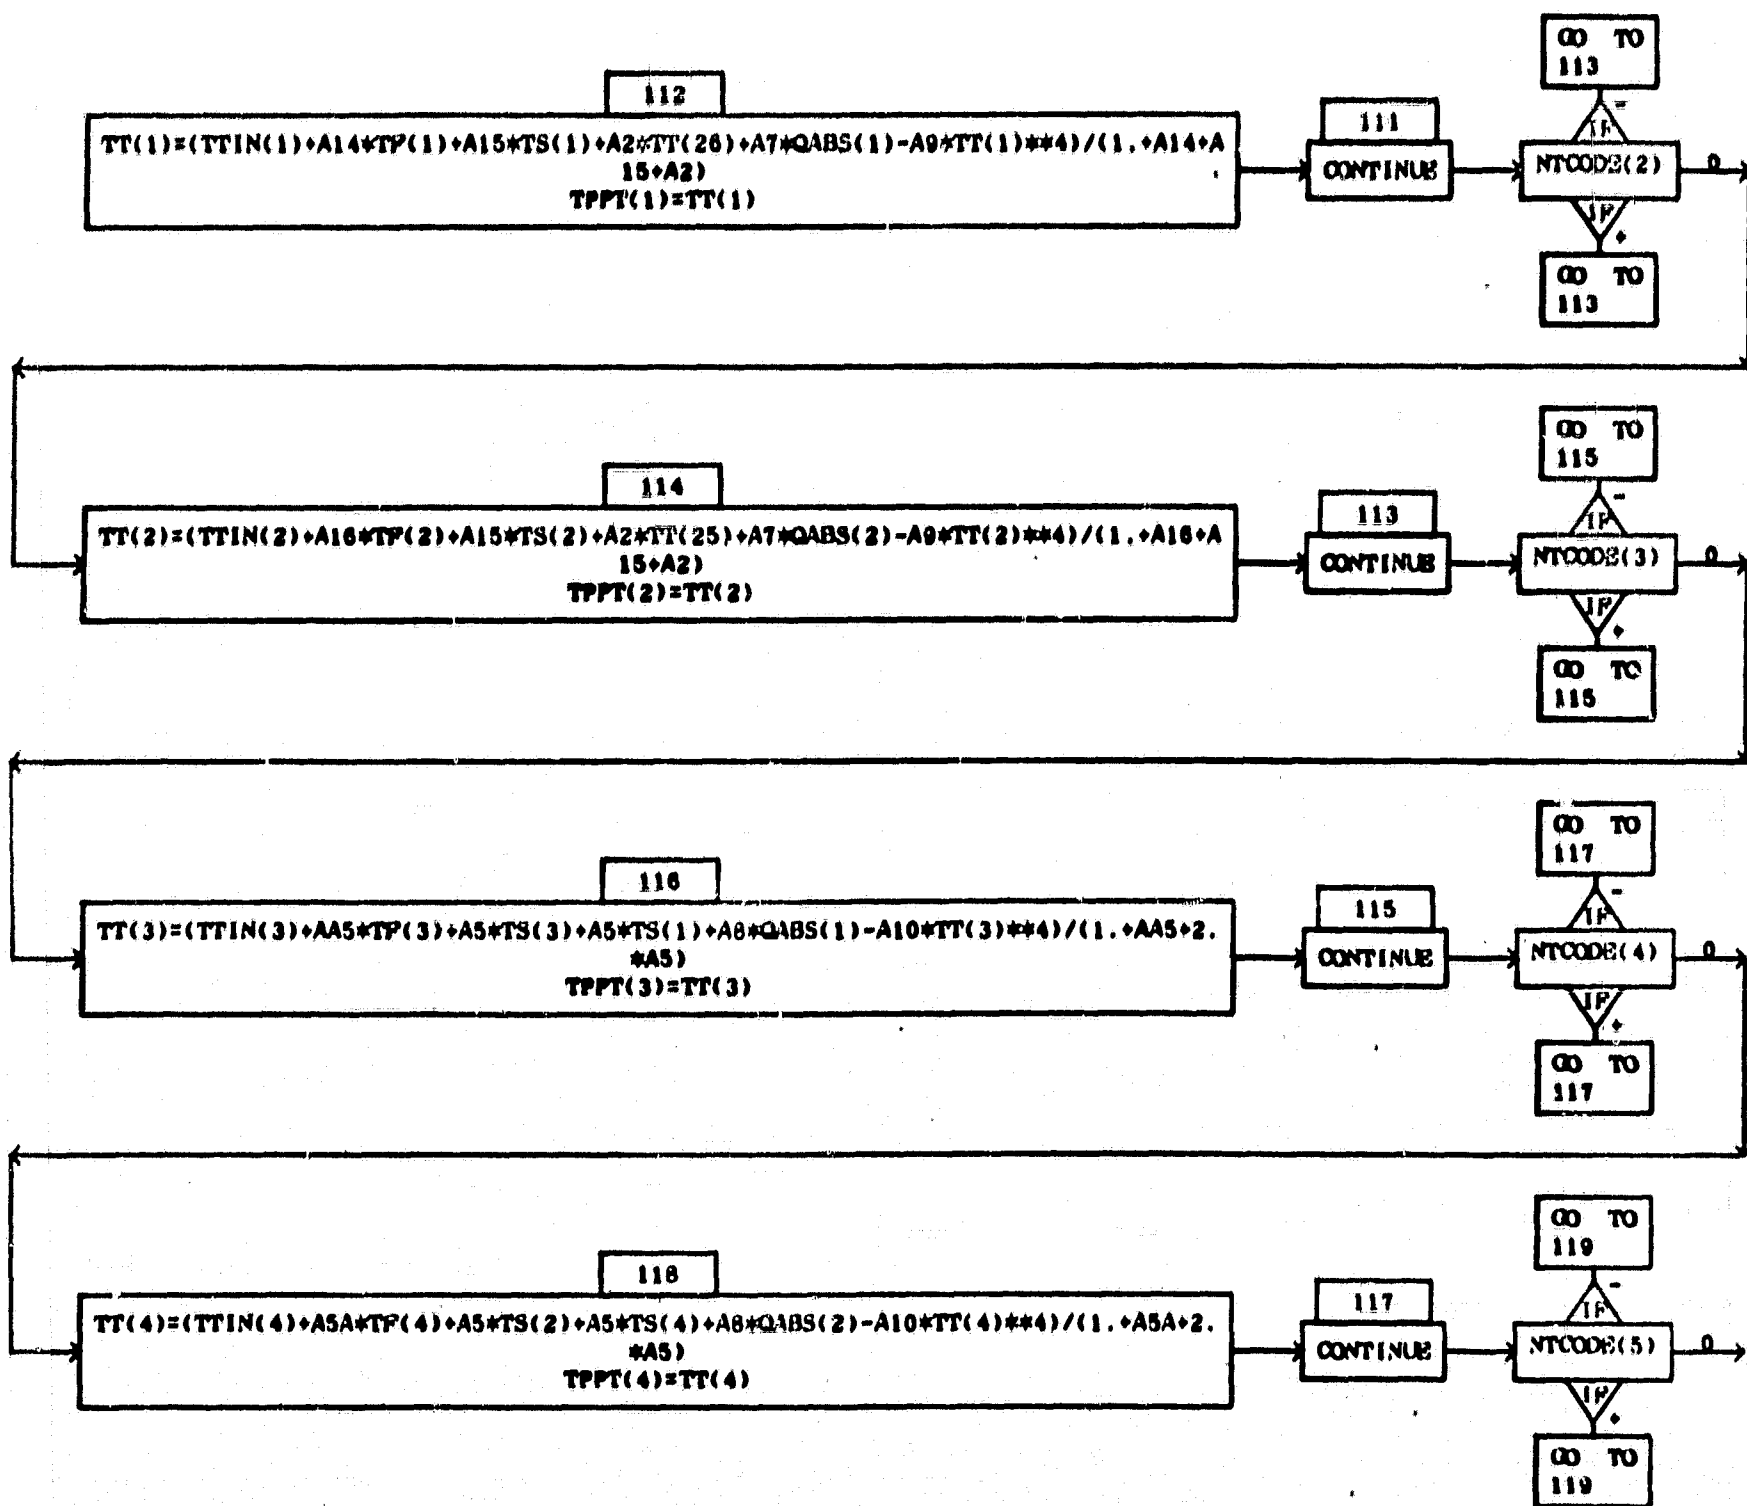 GO TO
113
112
TT(1)=(TTIN(1)+A14*TP(1)+A15*TS(1)+A2*TT(26)+A7*QABS(1)-A9*TT(1)**4)/(1.+A14+A
15+A2)
TPPT(1)=TT(1)
111
CONTINUE
IF
-
NTCODE(2)
0
IF
+
GO TO
113
GO TO
115
114
TT(2)=(TTIN(2)+A16*TP(2)+A15*TS(2)+A2*TT(25)+A7*QABS(2)-A9*TT(2)**4)/(1.+A16+A
15+A2)
TPPT(2)=TT(2)
113
CONTINUE
IF
-
NTCODE(3)
0
IF
+
GO TO
115
GO TO
117
116
TT(3)=(TTIN(3)+AA5*TP(3)+A5*TS(3)+A5*TS(1)+A8*QABS(1)-A10*TT(3)**4)/(1.+AA5+2.
*A5)
TPPT(3)=TT(3)
115
CONTINUE
IF
-
NTCODE(4)
0
IF
+
GO TO
117
GO TO
119
118
TT(4)=(TTIN(4)+A5A*TP(4)+A5*TS(2)+A5*TS(4)+A8*QABS(2)-A10*TT(4)**4)/(1.+A5A+2.
*A5)
TPPT(4)=TT(4)
117
CONTINUE
IF
-
NTCODE(5)
0
IF
+
GO TO
119